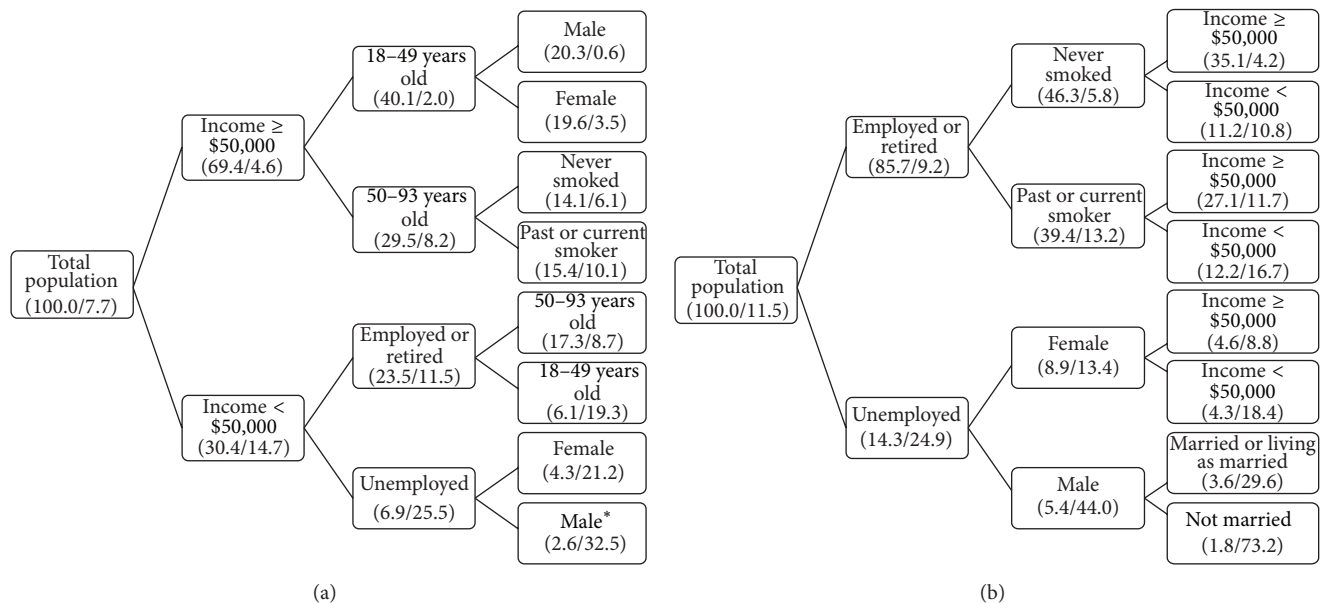 Total
population
(100.0/7.7)
Income ≥
$50,000
(69.4/4.6)
Income <
$50,000
(30.4/14.7)
18–49 years
old
(40.1/2.0)
50–93 years
old
(29.5/8.2)
Employed or
retired
(23.5/11.5)
Unemployed
(6.9/25.5)
Male
(20.3/0.6)
Female
(19.6/3.5)
Never
smoked
(14.1/6.1)
Past or current
smoker
(15.4/10.1)
50–93 years
old
(17.3/8.7)
18–49 years
old
(6.1/19.3)
Female
(4.3/21.2)
Male*
(2.6/32.5)
(a)
Total
population
(100.0/11.5)
Employed or
retired
(85.7/9.2)
Unemployed
(14.3/24.9)
Never
smoked
(46.3/5.8)
Past or current
smoker
(39.4/13.2)
Female
(8.9/13.4)
Male
(5.4/44.0)
Income ≥
$50,000
(35.1/4.2)
Income <
$50,000
(11.2/10.8)
Income ≥
$50,000
(27.1/11.7)
Income <
$50,000
(12.2/16.7)
Income ≥
$50,000
(4.6/8.8)
Income <
$50,000
(4.3/18.4)
Married or living
as married
(3.6/29.6)
Not married
(1.8/73.2)
(b)